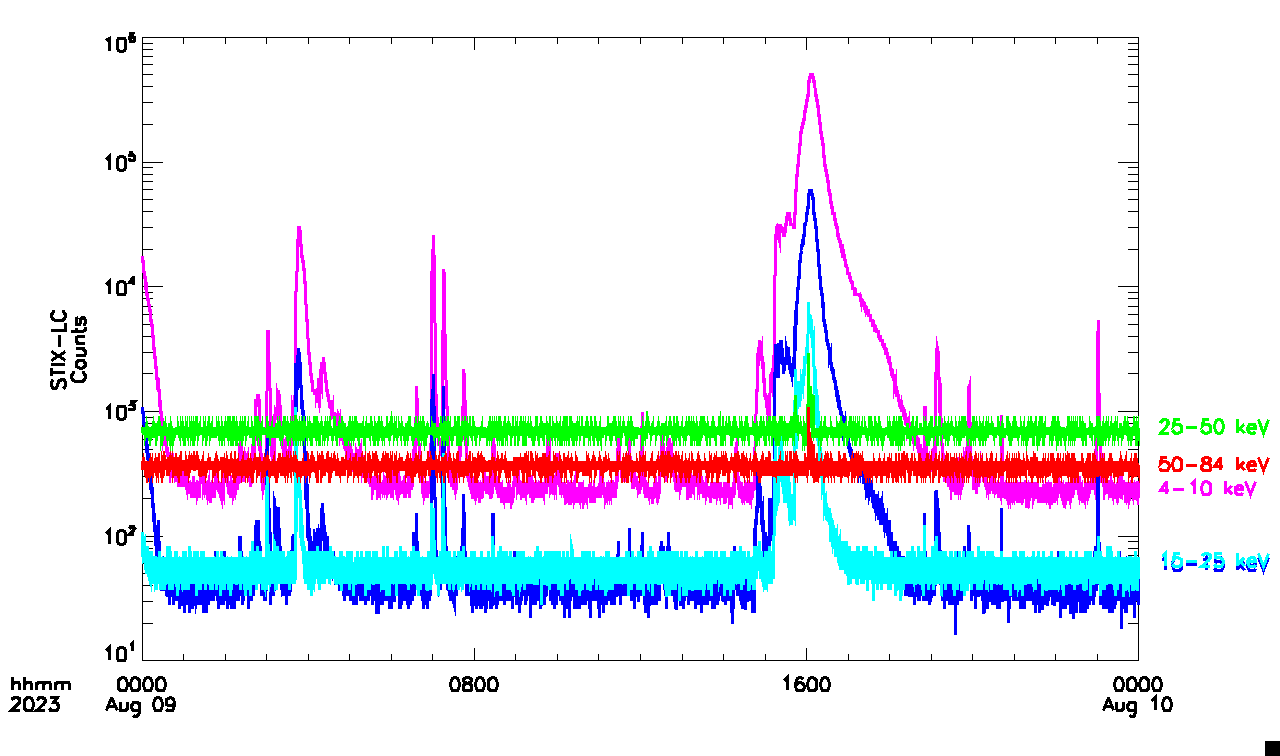 10⁶
10⁵
10⁴
10³
10²
10¹
STIX-LC
Counts
25-50 keV
50-84 keV
4-10 keV
15-25 keV
hhmm 0000 0800 1600 0000
2023 Aug 09 Aug 10